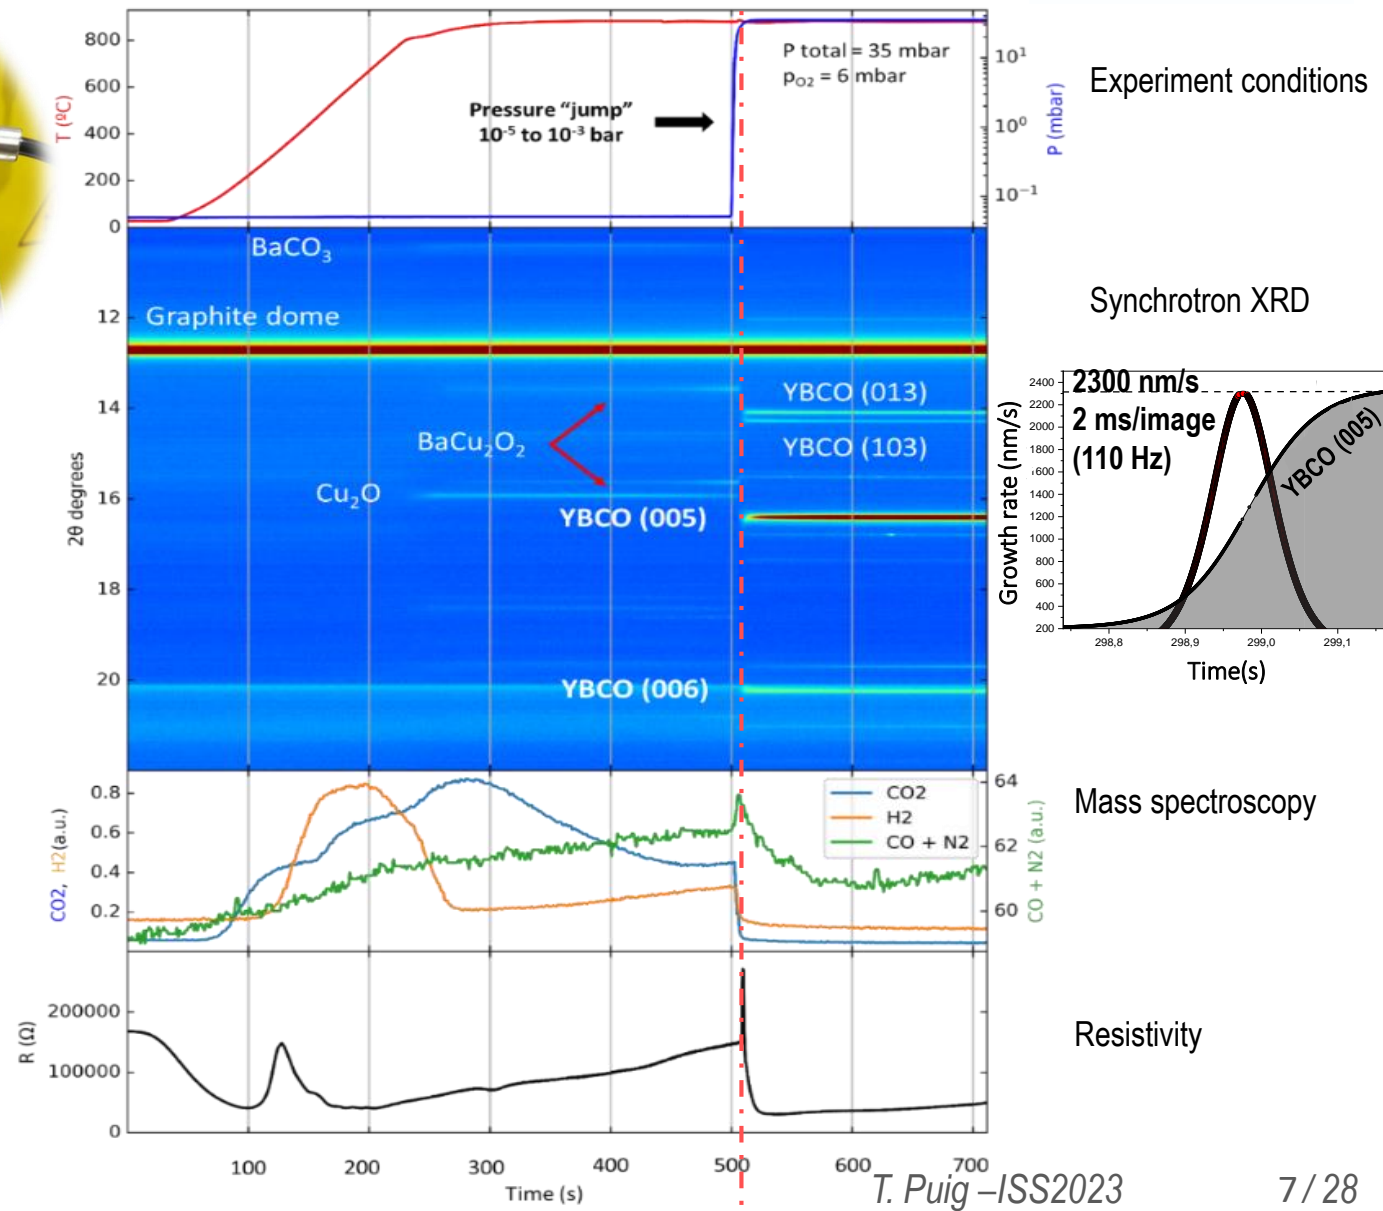 800
600
400
200
0
T (ºC)
Pressure “jump”
10⁻⁵ to 10⁻³ bar
P total = 35 mbar
pO₂ = 6 mbar
10¹
10⁰
10⁻¹
P (mbar)
Experiment conditions
BaCO₃
Graphite dome
12
14
16
18
20
2θ degrees
BaCu₂O₂
Cu₂O
YBCO (013)
YBCO (103)
YBCO (005)
YBCO (006)
Synchrotron XRD
2300 nm/s
2 ms/image
(110 Hz)
YBCO (005)
2400
2200
2000
1800
1600
1400
1200
1000
800
600
400
200
Growth rate (nm/s)
298,8 298,9 299,0 299,1
Time(s)
0.8
0.6
0.4
0.2
CO2, H2(a.u.)
CO2
H2
CO + N2
64
62
60
CO + N2 (a.u.)
Mass spectroscopy
200000
100000
0
R (Ω)
Resistivity
100 200 300 400 500 600 700
Time (s)
T. Puig –ISS2023
7 / 28